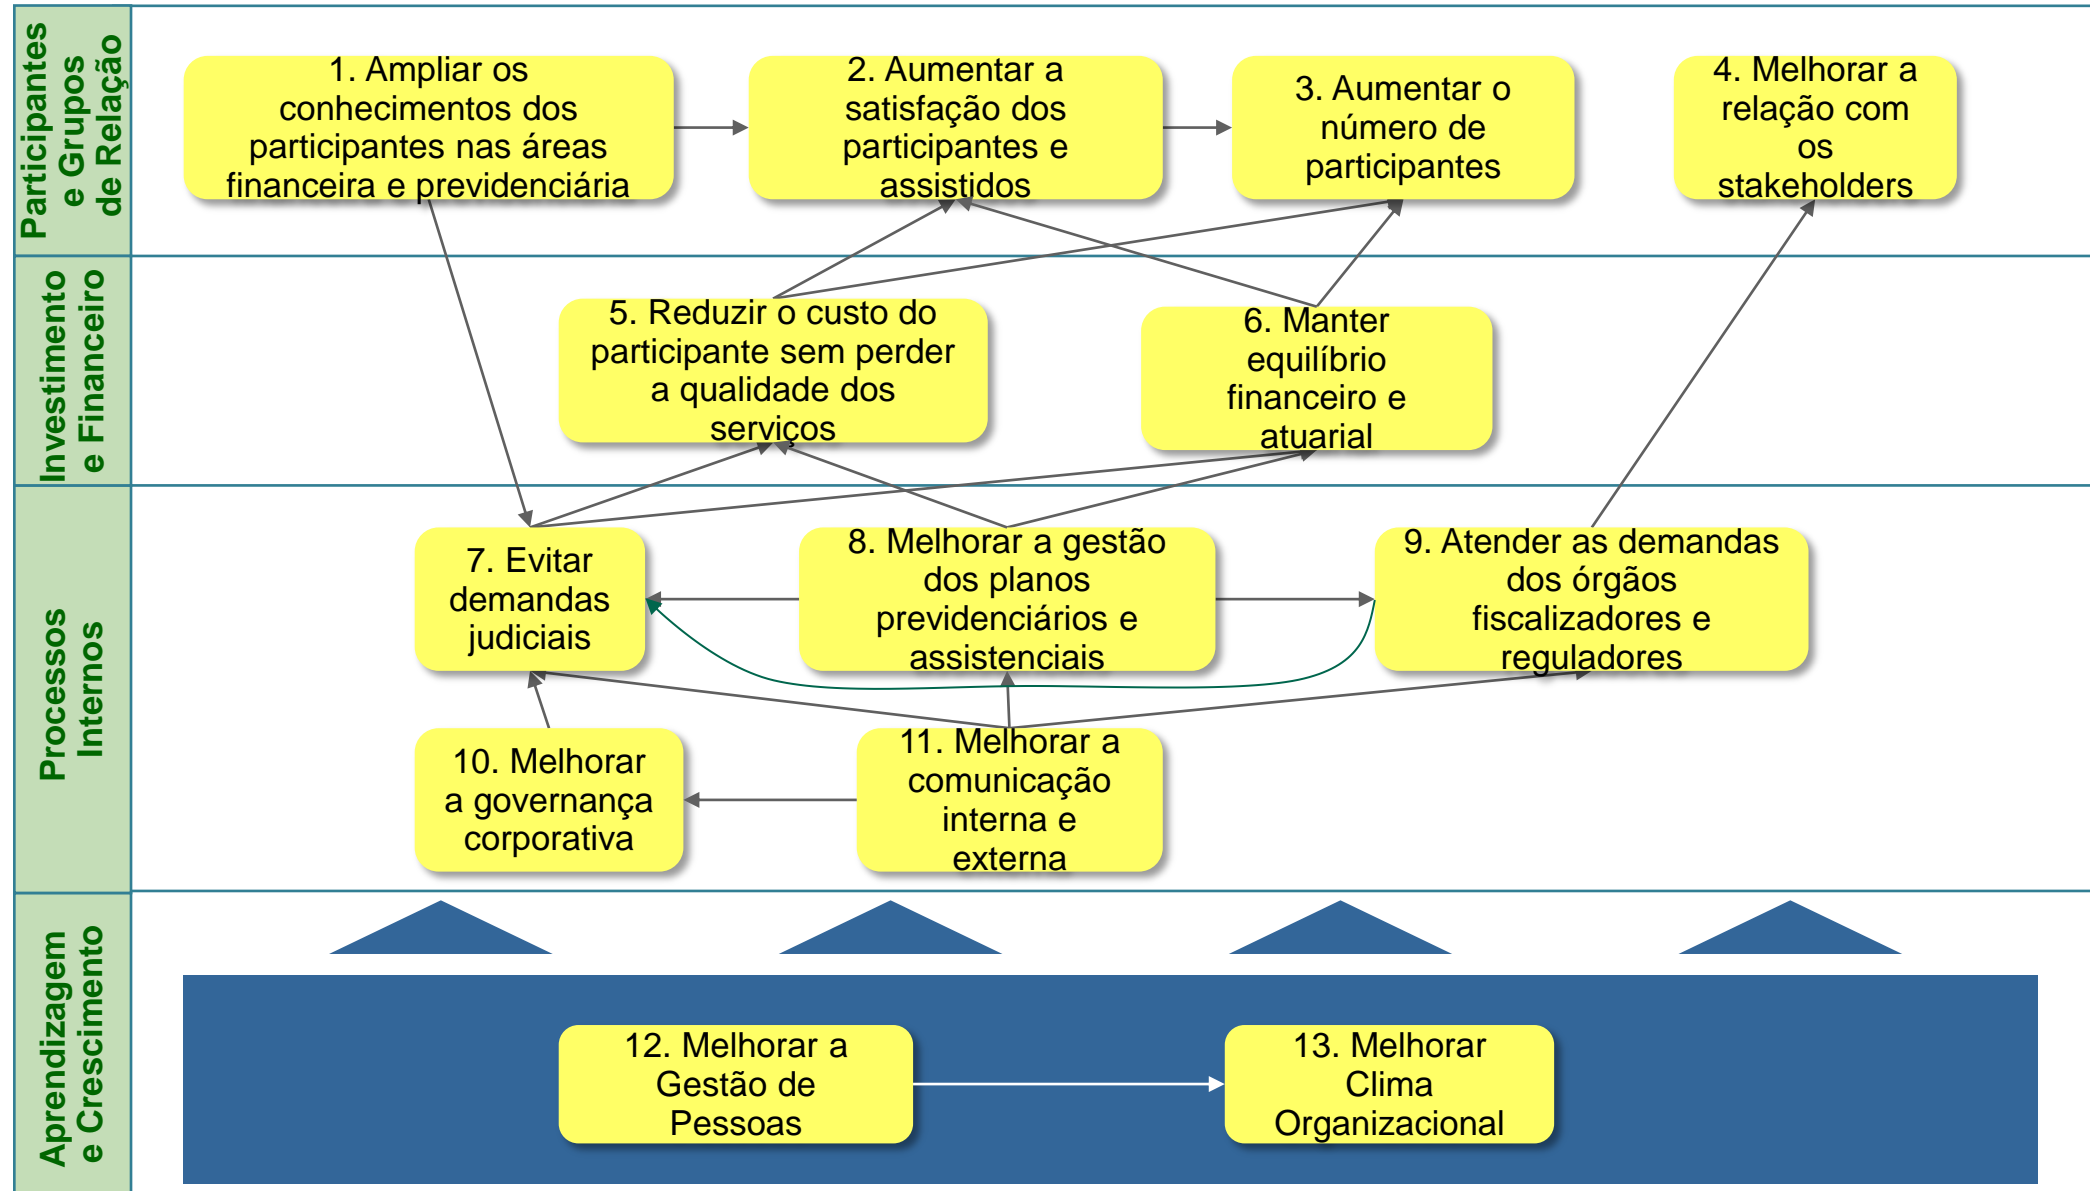 Participantes
e Grupos
de Relação
1. Ampliar os
conhecimentos dos
participantes nas áreas
financeira e previdenciária
2. Aumentar a
satisfação dos
participantes e
assistidos
3. Aumentar o
número de
participantes
4. Melhorar a
relação com
os
stakeholders
Investimento
e Financeiro
5. Reduzir o custo do
participante sem perder
a qualidade dos
serviços
6. Manter
equilíbrio
financeiro e
atuarial
Processos
Internos
7. Evitar
demandas
judiciais
8. Melhorar a gestão
dos planos
previdenciários e
assistenciais
9. Atender as demandas
dos órgãos
fiscalizadores e
reguladores
10. Melhorar
a governança
corporativa
11. Melhorar a
comunicação
interna e
externa
Aprendizagem
e Crescimento
12. Melhorar a
Gestão de
Pessoas
13. Melhorar
Clima
Organizacional